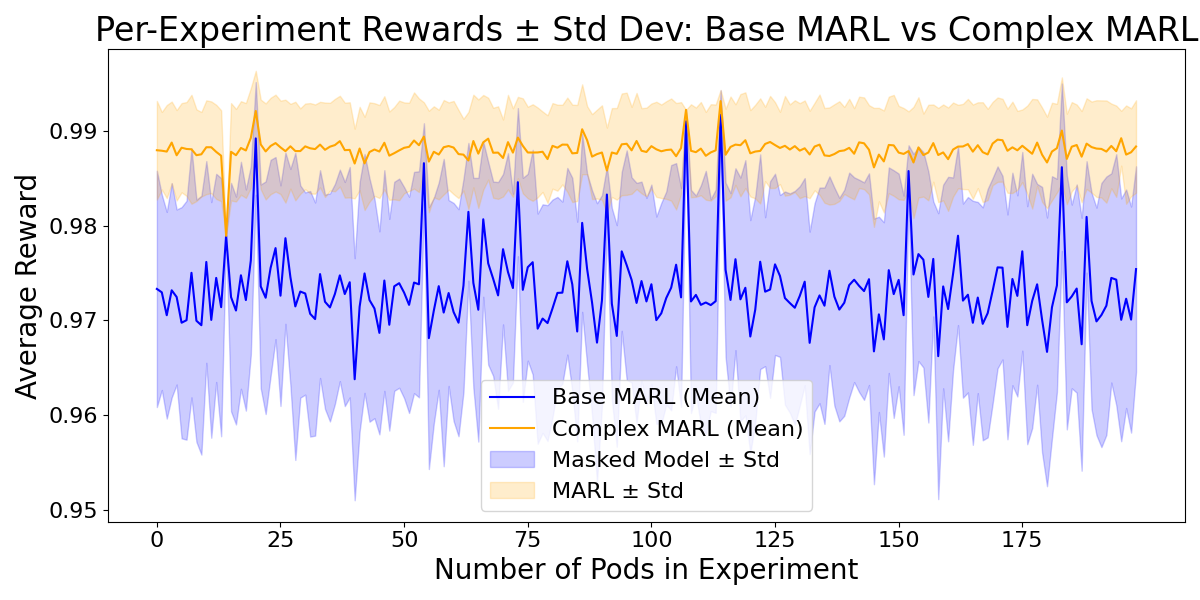 Per-Experiment Rewards ± Std Dev: Base MARL vs Complex MARL
Average Reward
0.99
0.98
0.97
0.96
0.95
Base MARL (Mean)
Complex MARL (Mean)
Masked Model ± Std
MARL ± Std
0 25 50 75 100 125 150 175
Number of Pods in Experiment